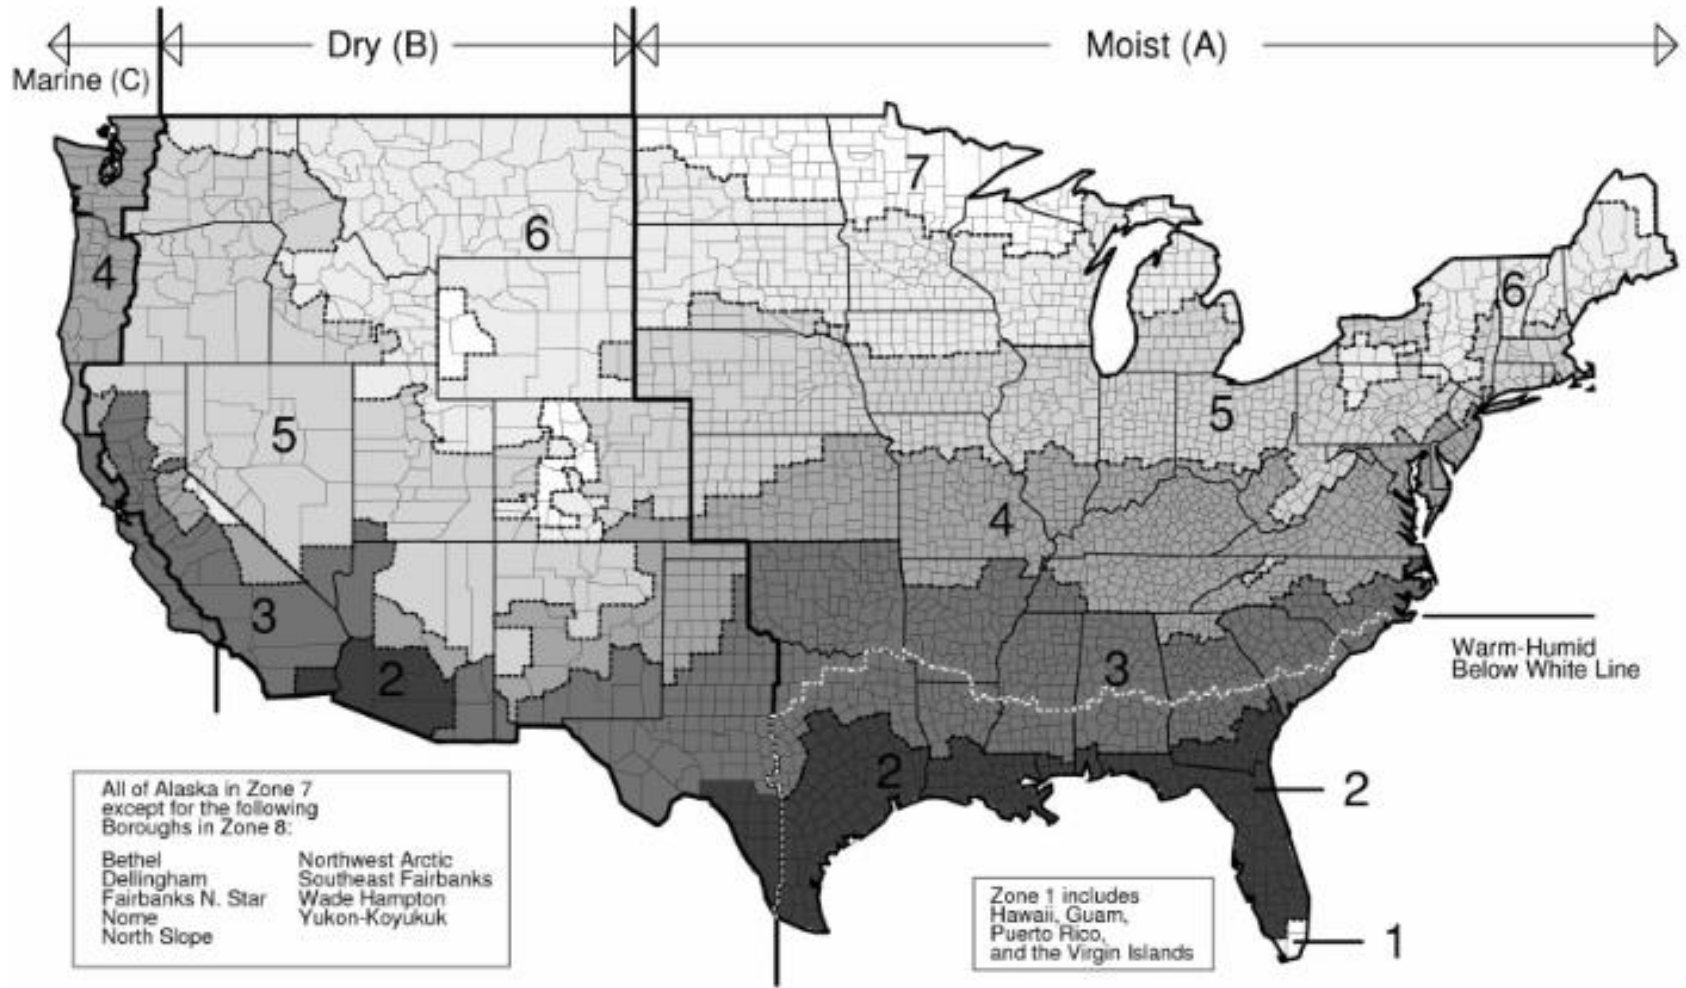 Marine (C)
Dry (B)
Moist (A)
7
6
4
6
5
5
4
3
3
2
2
Warm-Humid
Below White Line
2
1
All of Alaska in Zone 7
except for the following
Boroughs in Zone 8:
Bethel
Dellingham
Fairbanks N. Star
Nome
North Slope
Northwest Arctic
Southeast Fairbanks
Wade Hampton
Yukon-Koyukuk
Zone 1 includes
Hawaii, Guam,
Puerto Rico,
and the Virgin Islands